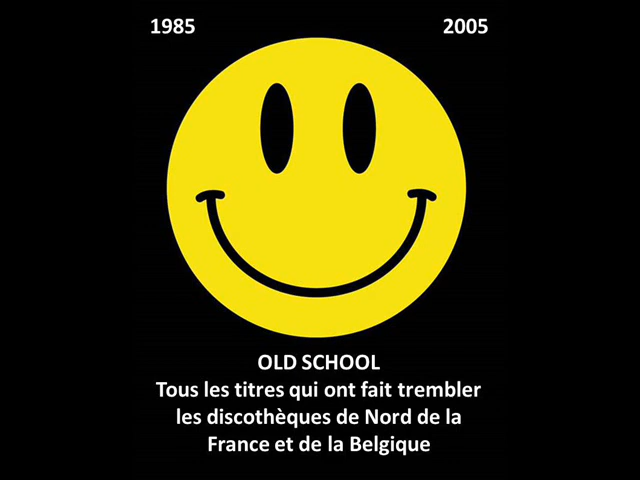 1985 2005
OLD SCHOOL
Tous les titres qui ont fait trembler
les discothèques de Nord de la
France et de la Belgique